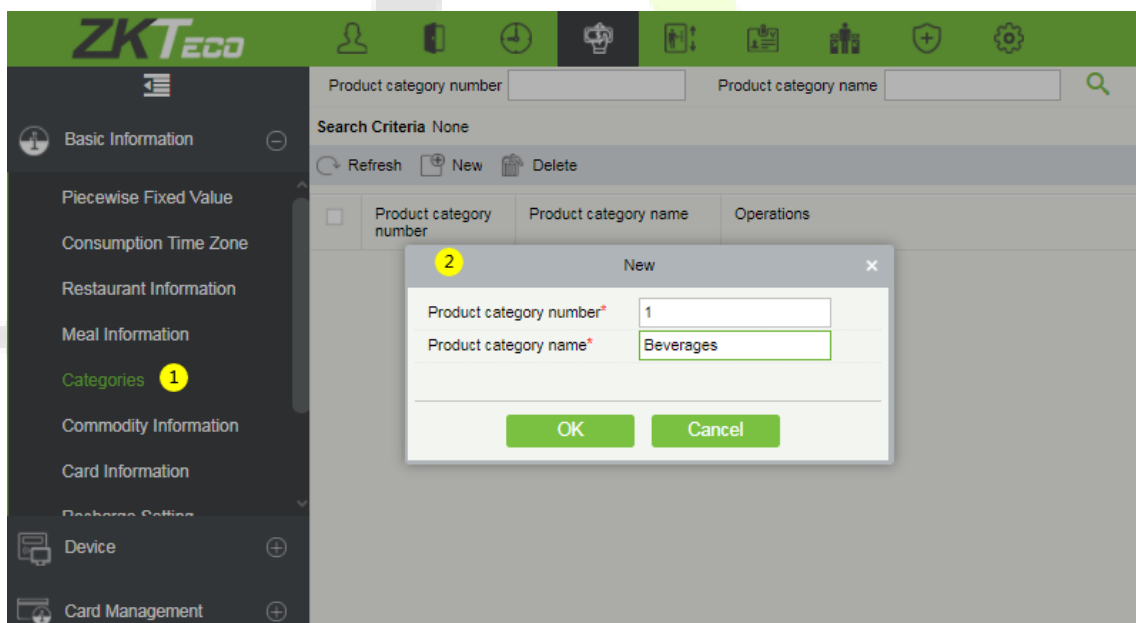 ZKTeco
Product category number Product category name
Basic Information
Search Criteria None
Refresh New Delete
Piecewise Fixed Value
Product category number Product category name Operations
Consumption Time Zone
2 New ×
Restaurant Information
Product category number* 1
Meal Information
Product category name* Beverages
Categories 1
Commodity Information
OK Cancel
Card Information
Recharge Setting
Device
Card Management